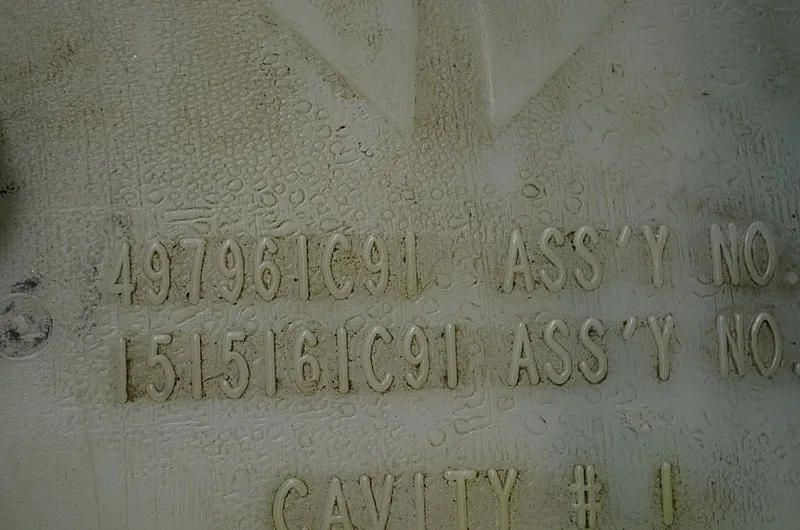 497961C91 ASS'Y NO.
1515161C91 ASS'Y NO.
CAVITY # 1